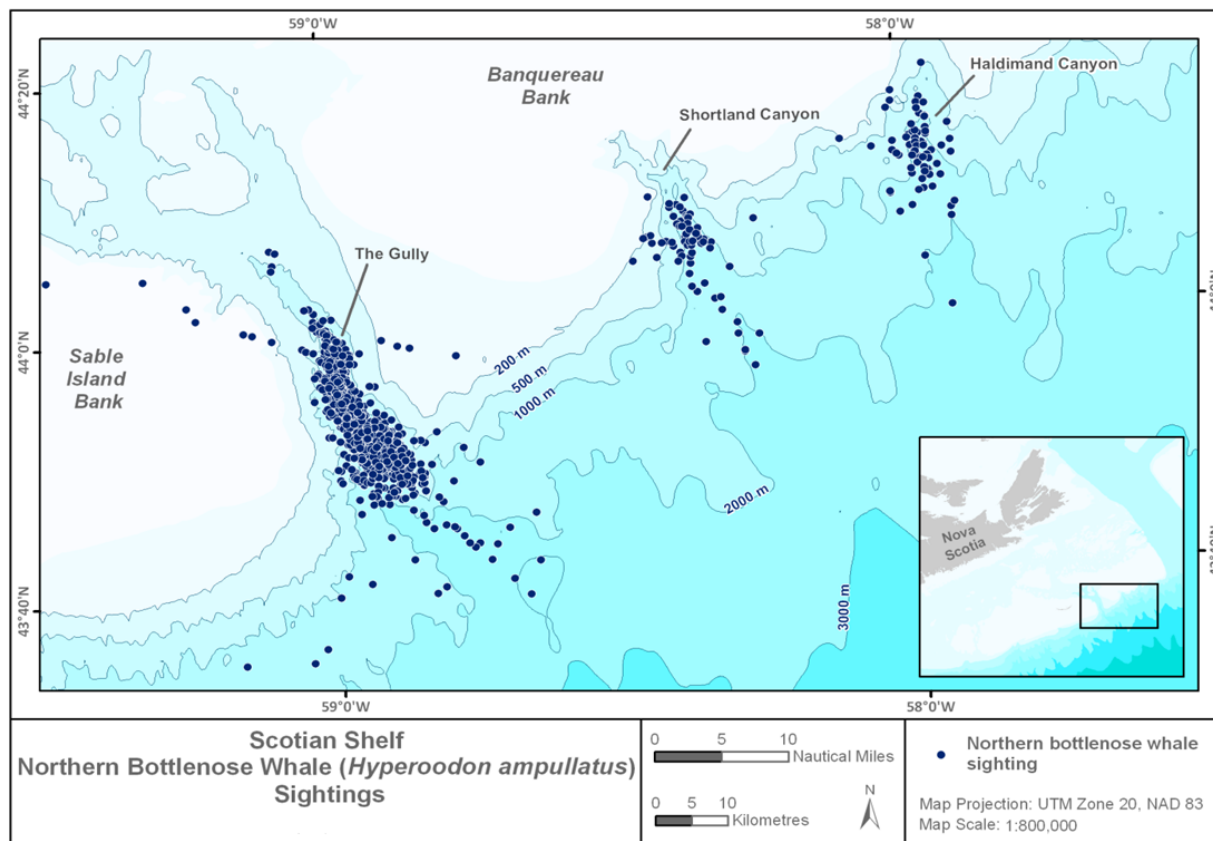 59°0'W
58°0'W
44°20'N
44°0'N
43°40'N
44°0'N
Banquereau
Bank
Haldimand Canyon
Shortland Canyon
The Gully
Sable
Island
Bank
200 m
500 m
1000 m
2000 m
3000 m
Nova
Scotia
59°0'W
58°0'W
Scotian Shelf
Northern Bottlenose Whale (Hyperoodon ampullatus)
Sightings
0 5 10
Nautical Miles
0 5 10
Kilometres
N
Northern bottlenose whale
sighting
Map Projection: UTM Zone 20, NAD 83
Map Scale: 1:800,000